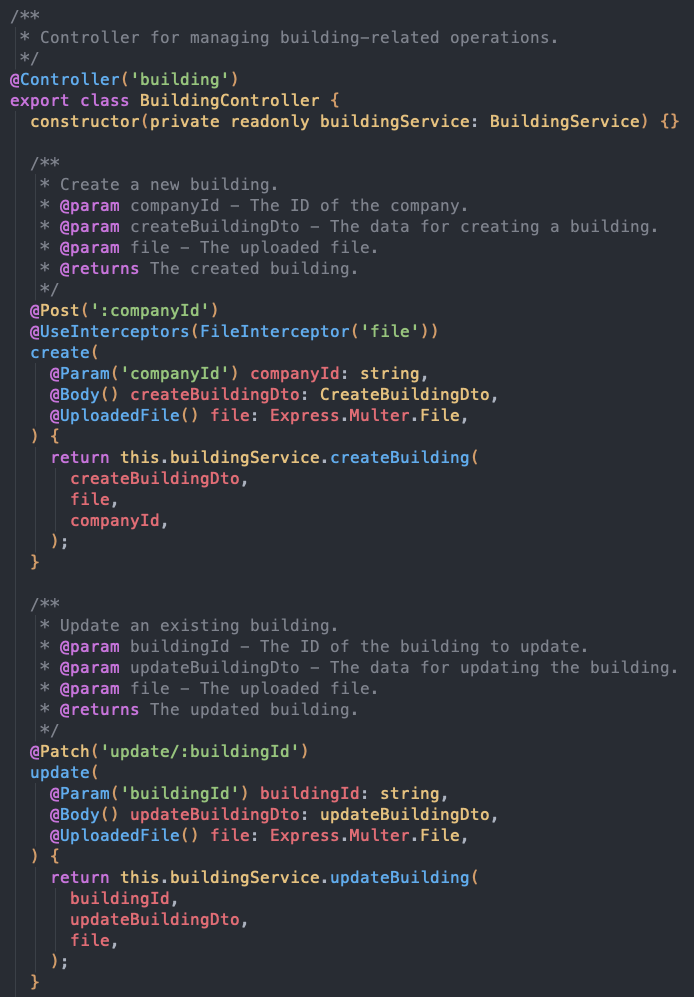 /**
 * Controller for managing building-related operations.
 */
@Controller('building')
export class BuildingController {
  constructor(private readonly buildingService: BuildingService) {}

  /**
   * Create a new building.
   * @param companyId - The ID of the company.
   * @param createBuildingDto - The data for creating a building.
   * @param file - The uploaded file.
   * @returns The created building.
   */
  @Post(':companyId')
  @UseInterceptors(FileInterceptor('file'))
  create(
    @Param('companyId') companyId: string,
    @Body() createBuildingDto: CreateBuildingDto,
    @UploadedFile() file: Express.Multer.File,
  ) {
    return this.buildingService.createBuilding(
      createBuildingDto,
      file,
      companyId,
    );
  }

  /**
   * Update an existing building.
   * @param buildingId - The ID of the building to update.
   * @param updateBuildingDto - The data for updating the building.
   * @param file - The uploaded file.
   * @returns The updated building.
   */
  @Patch('update/:buildingId')
  update(
    @Param('buildingId') buildingId: string,
    @Body() updateBuildingDto: updateBuildingDto,
    @UploadedFile() file: Express.Multer.File,
  ) {
    return this.buildingService.updateBuilding(
      buildingId,
      updateBuildingDto,
      file,
    );
  }